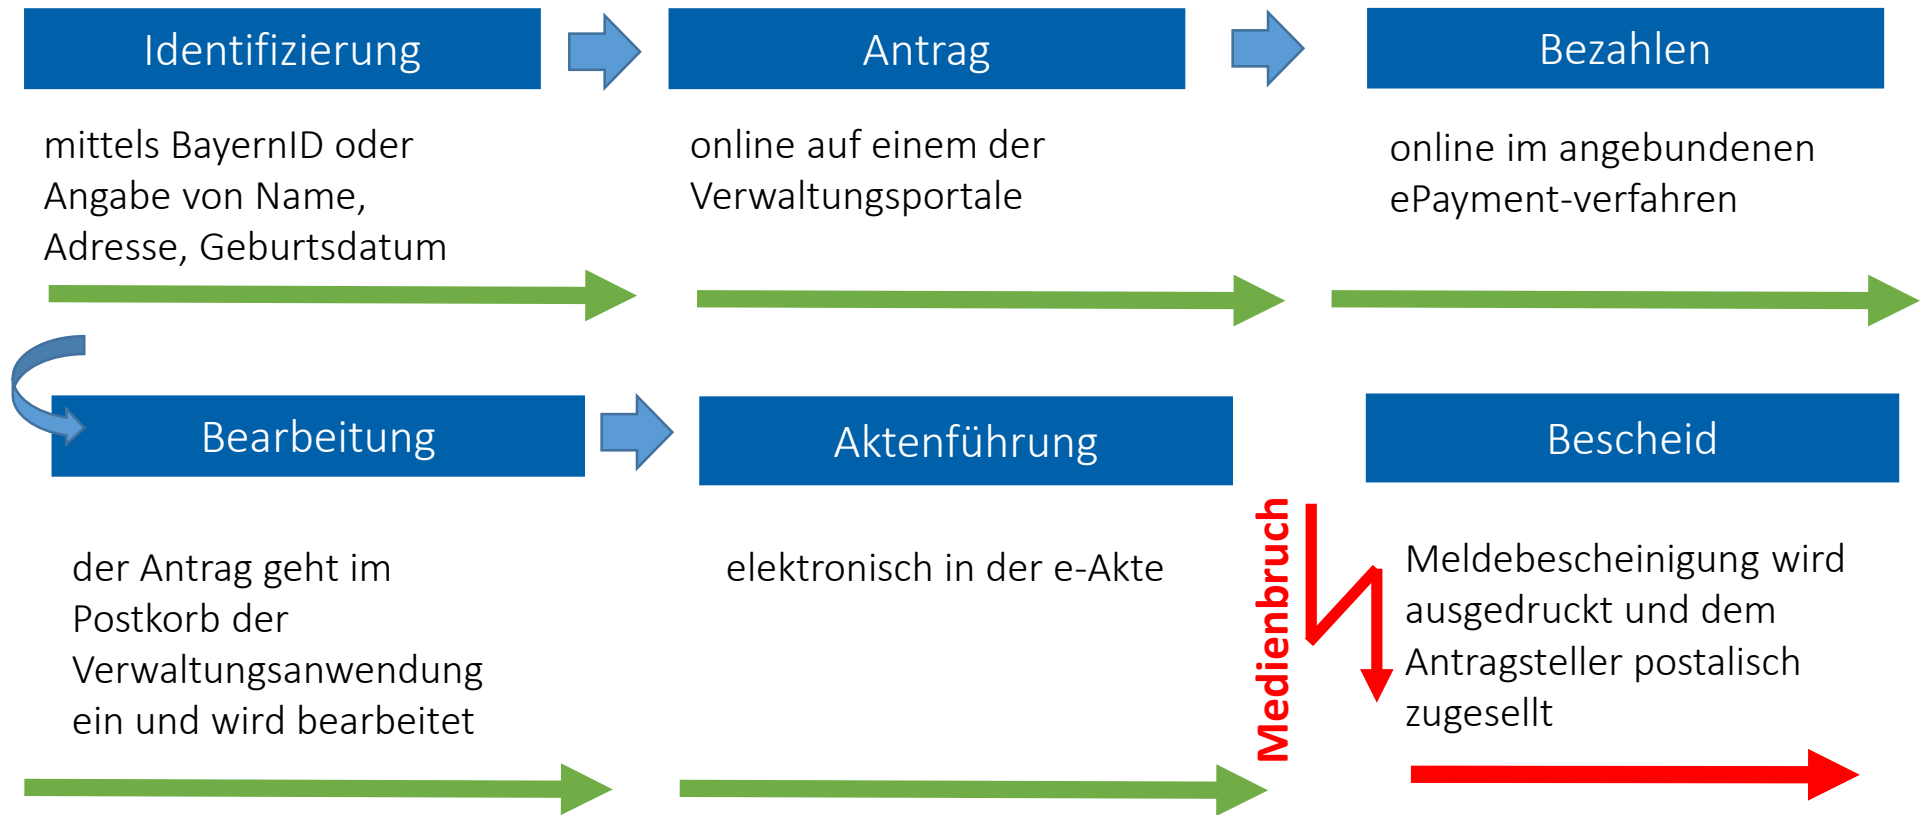 Identifizierung
Antrag
Bezahlen
mittels BayernID oder
Angabe von Name,
Adresse, Geburtsdatum
online auf einem der
Verwaltungsportale
online im angebundenen
ePayment-verfahren
Bearbeitung
Aktenführung
Bescheid
der Antrag geht im
Postkorb der
Verwaltungsanwendung
ein und wird bearbeitet
elektronisch in der e-Akte
Medienbruch
Meldebescheinigung wird
ausgedruckt und dem
Antragsteller postalisch
zugesellt